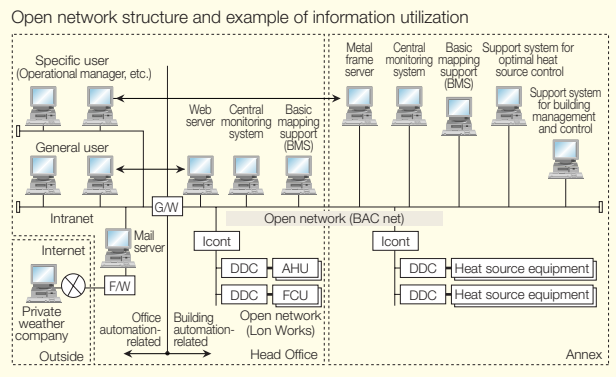 Open network structure and example of information utilization
Specific user
(Operational manager, etc.)
General user
Web
server
Central
monitoring
system
Basic
mapping
support
(BMS)
Metal
frame
server
Central
monitoring
system
Basic
mapping
support
(BMS)
Support system for
optimal heat
source control
Support system
for building
management
and control
G/W
Intranet
Open network (BAC net)
Internet
Mail
server
F/W
Private
weather
company
Outside
Icont
DDC
AHU
DDC
FCU
Open network
(Lon Works)
Office
automation-
related
Building
automation-
related
Head Office
Icont
DDC
Heat source equipment
DDC
Heat source equipment
Annex